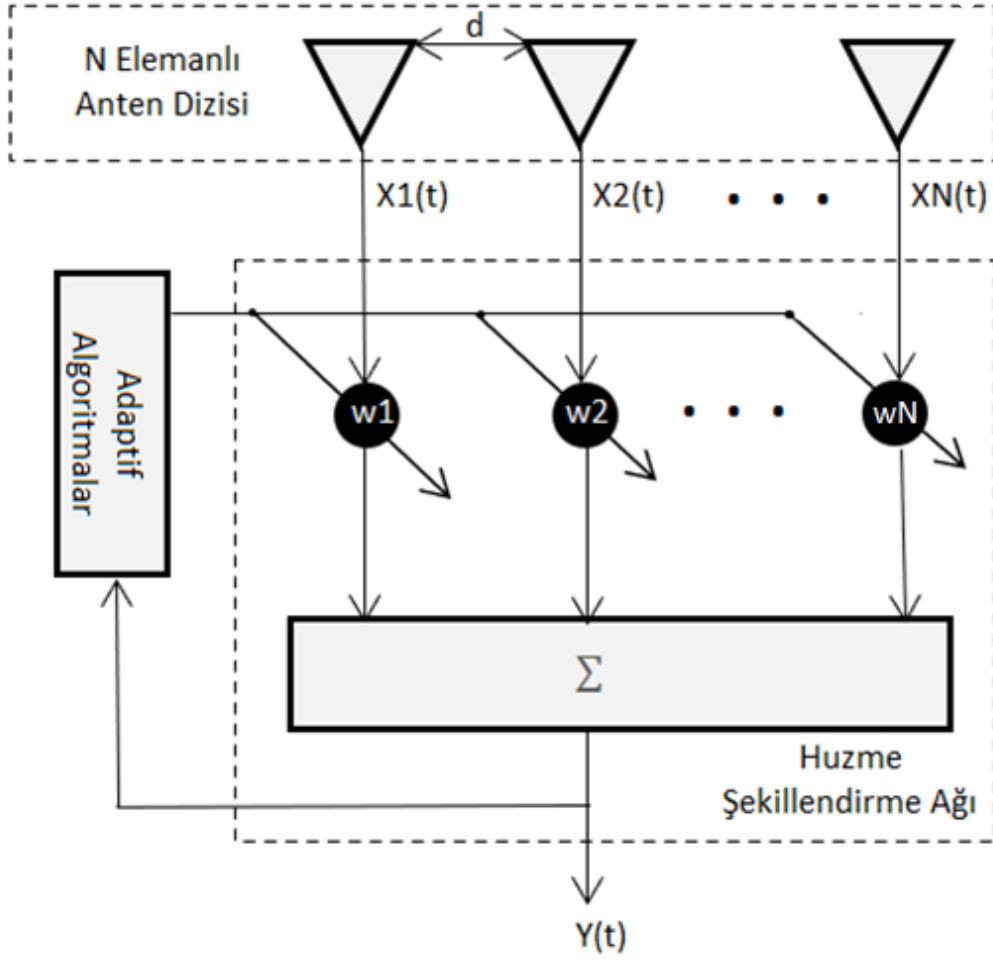 d
N Elemanlı
Anten Dizisi
X1(t)
X2(t)
. . .
XN(t)
Adaptif
Algoritmalar
w1
w2
. . .
wN
Σ
Huzme
Şekillendirme Ağı
Y(t)